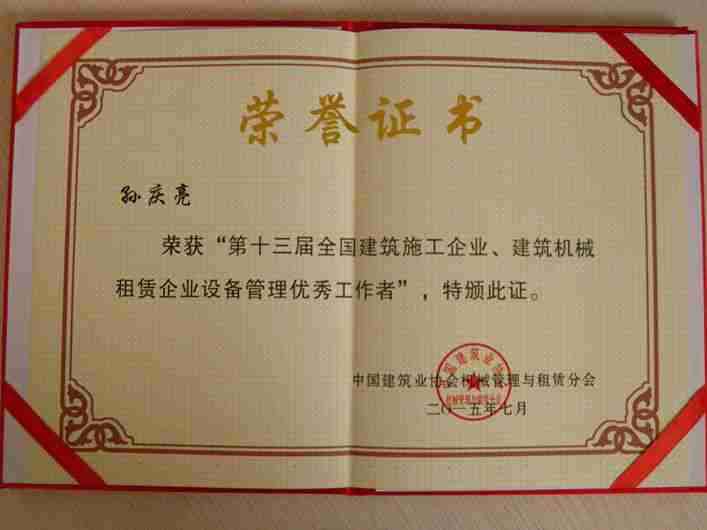 荣誉证书
孙庆亮
荣获“第十三届全国建筑施工企业、建筑机械
租赁企业设备管理优秀工作者”，特颁此证。
中国建筑业协会机械管理与租赁分会
二〇一五年七月